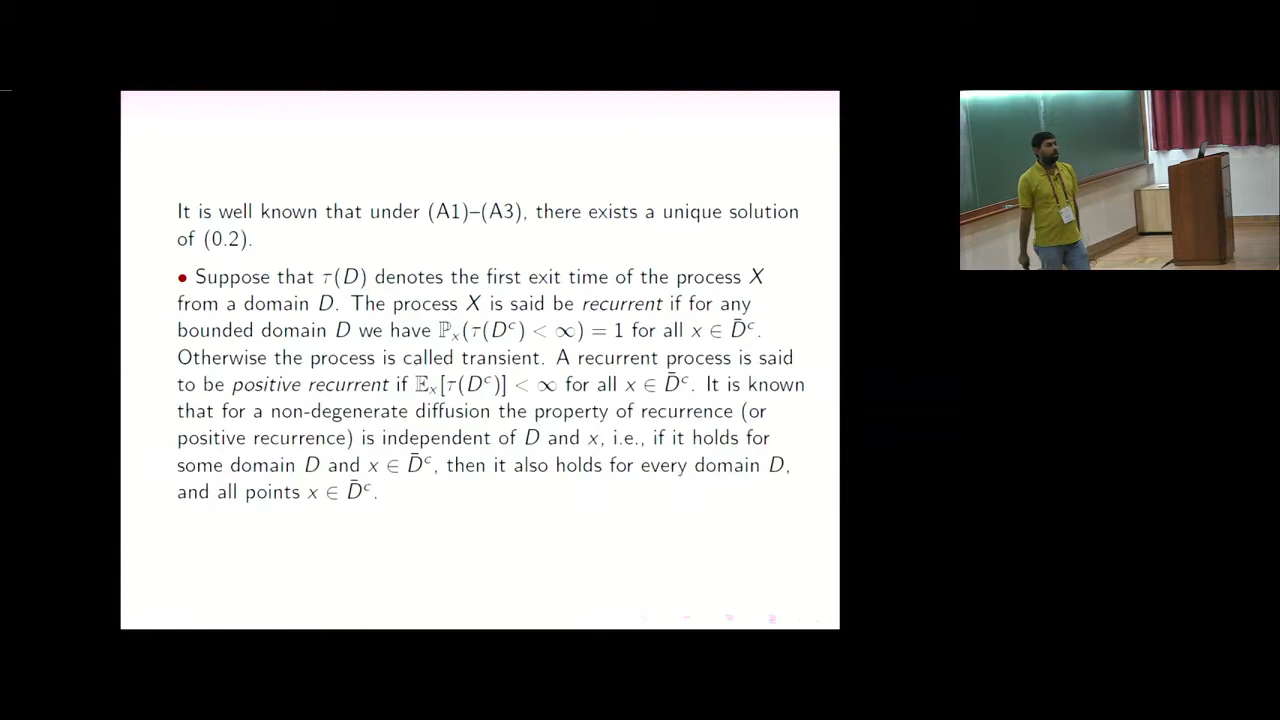 It is well known that under (A1)–(A3), there exists a unique solution
of (0.2).
• Suppose that τ(D) denotes the first exit time of the process X
from a domain D. The process X is said be recurrent if for any
bounded domain D we have ℙₓ(τ(Dᶜ) < ∞) = 1 for all x ∈ D̄ᶜ.
Otherwise the process is called transient. A recurrent process is said
to be positive recurrent if 𝔼ₓ[τ(Dᶜ)] < ∞ for all x ∈ D̄ᶜ. It is known
that for a non-degenerate diffusion the property of recurrence (or
positive recurrence) is independent of D and x, i.e., if it holds for
some domain D and x ∈ D̄ᶜ, then it also holds for every domain D,
and all points x ∈ D̄ᶜ.